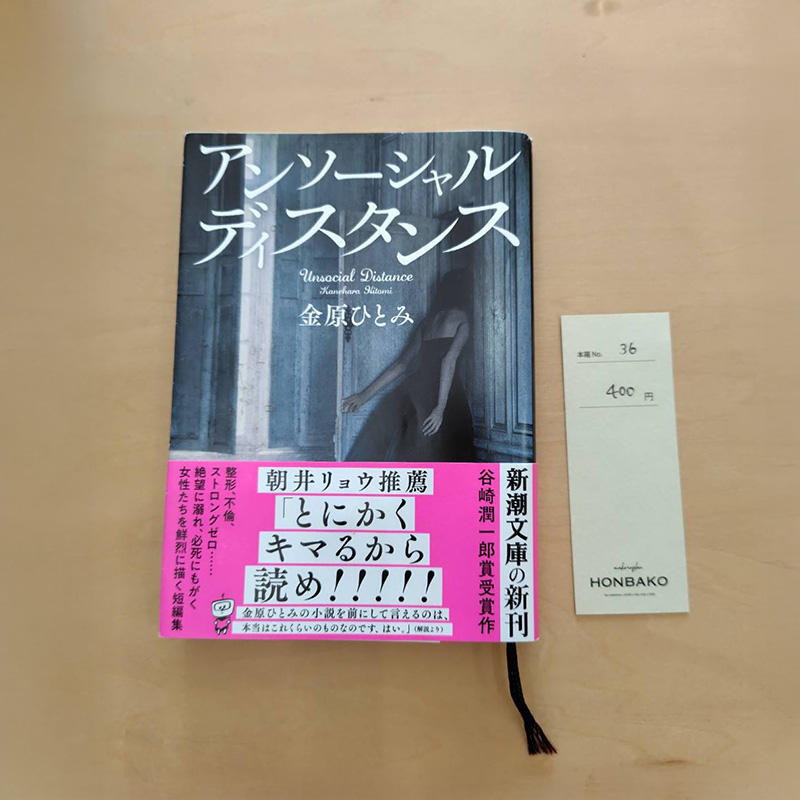 アンソーシャル
ディスタンス
Unsocial Distance
Kanehara Hitomi
金原ひとみ
新潮文庫の新刊
谷崎潤一郎賞受賞作
朝井リョウ推薦
「とにかく
キマるから
読め!!!!!
金原ひとみの小説を前にして言えるのは、
本当はこれくらいのものなのです、はい。」(解説より)
整形、不倫、
ストロングゼロ……
絶望に溺れ、必死にもがく
女性たちを鮮烈に描く短編集
本箱 No. 36
400 円
HONBAKO